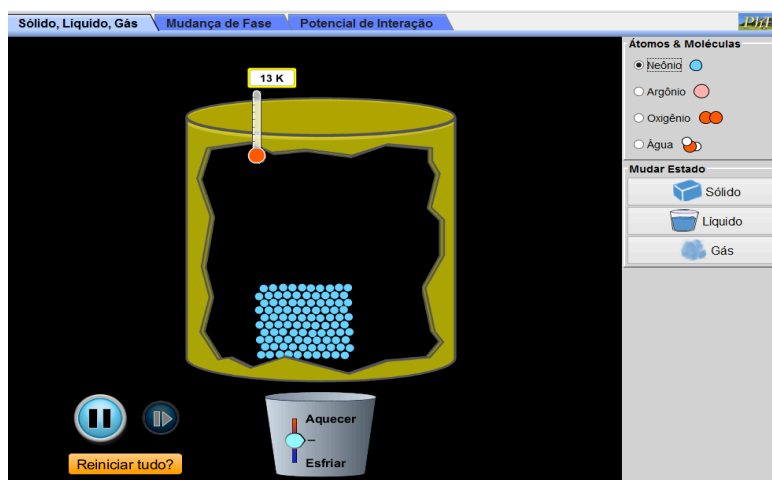 Sólido, Líquido, Gás
Mudança de Fase
Potencial de Interação
PhE
13 K
Átomos & Moléculas
Neônio
Argônio
Oxigênio
Água
Mudar Estado
Sólido
Líquido
Gás
Aquecer
Esfriar
Reiniciar tudo?